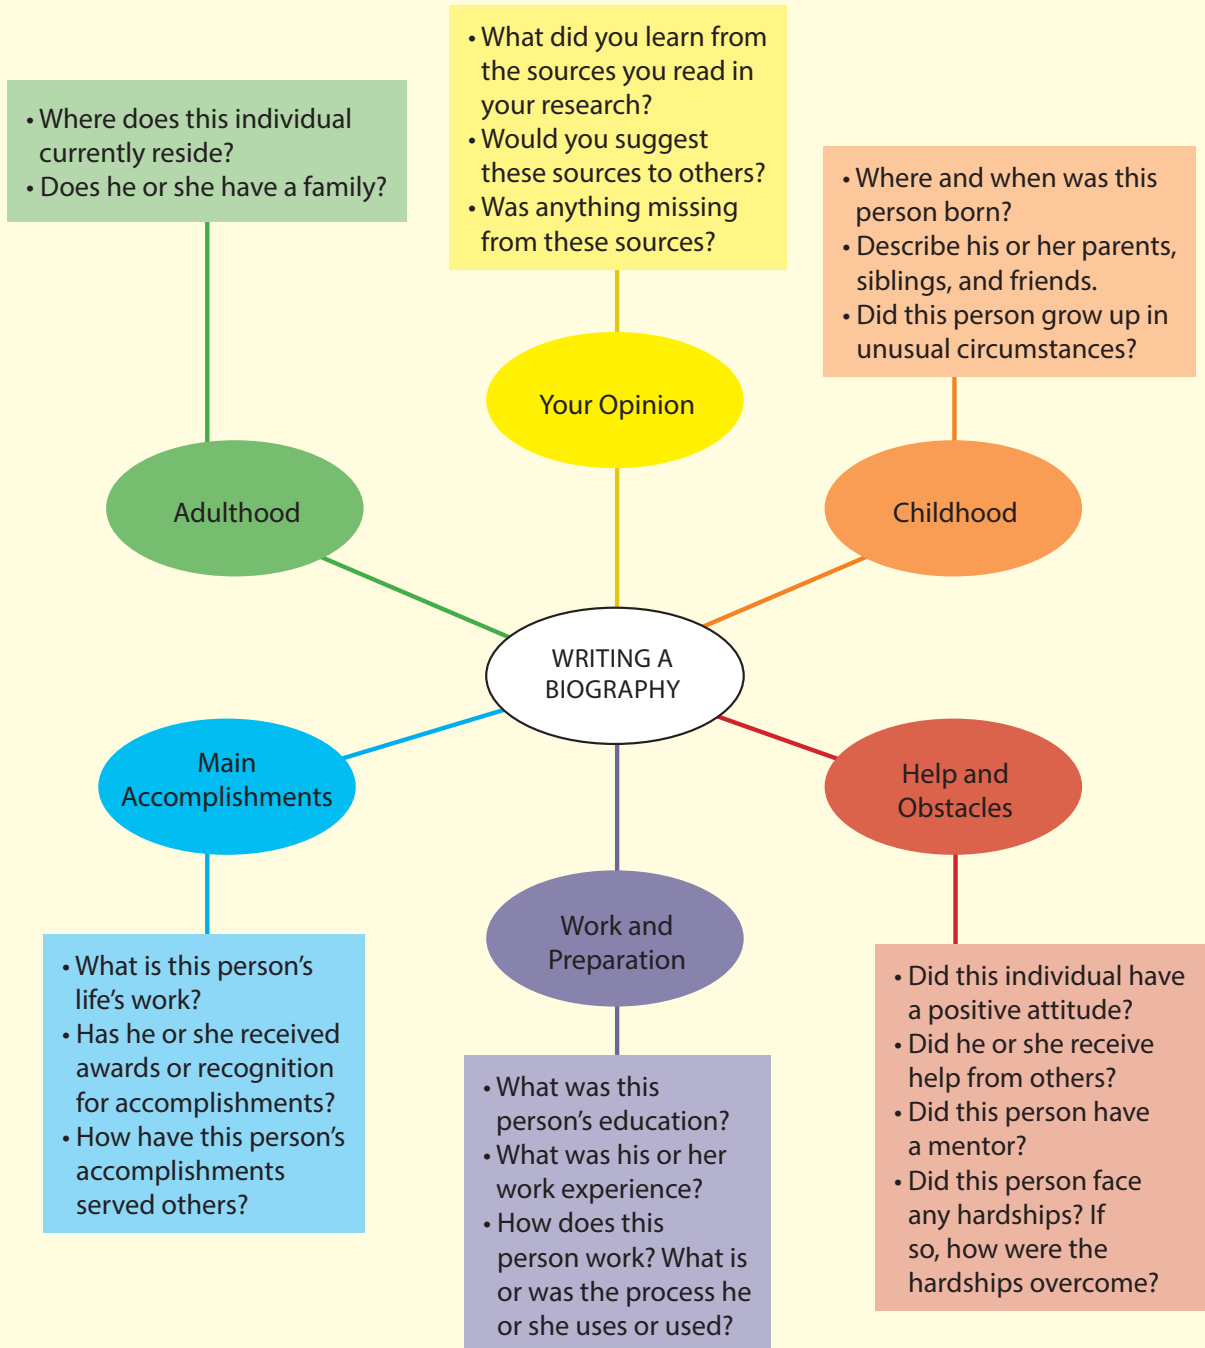 • What did you learn from
the sources you read in
your research?
• Would you suggest
these sources to others?
• Was anything missing
from these sources?
• Where does this individual
currently reside?
• Does he or she have a family?
• Where and when was this
person born?
• Describe his or her parents,
siblings, and friends.
• Did this person grow up in
unusual circumstances?
Your Opinion
Adulthood
Childhood
WRITING A
BIOGRAPHY
Main
Accomplishments
Help and
Obstacles
Work and
Preparation
• What is this person’s
life’s work?
• Has he or she received
awards or recognition
for accomplishments?
• How have this person’s
accomplishments
served others?
• What was this
person’s education?
• What was his or her
work experience?
• How does this
person work? What is
or was the process he
or she uses or used?
• Did this individual have
a positive attitude?
• Did he or she receive
help from others?
• Did this person have
a mentor?
• Did this person face
any hardships? If
so, how were the
hardships overcome?